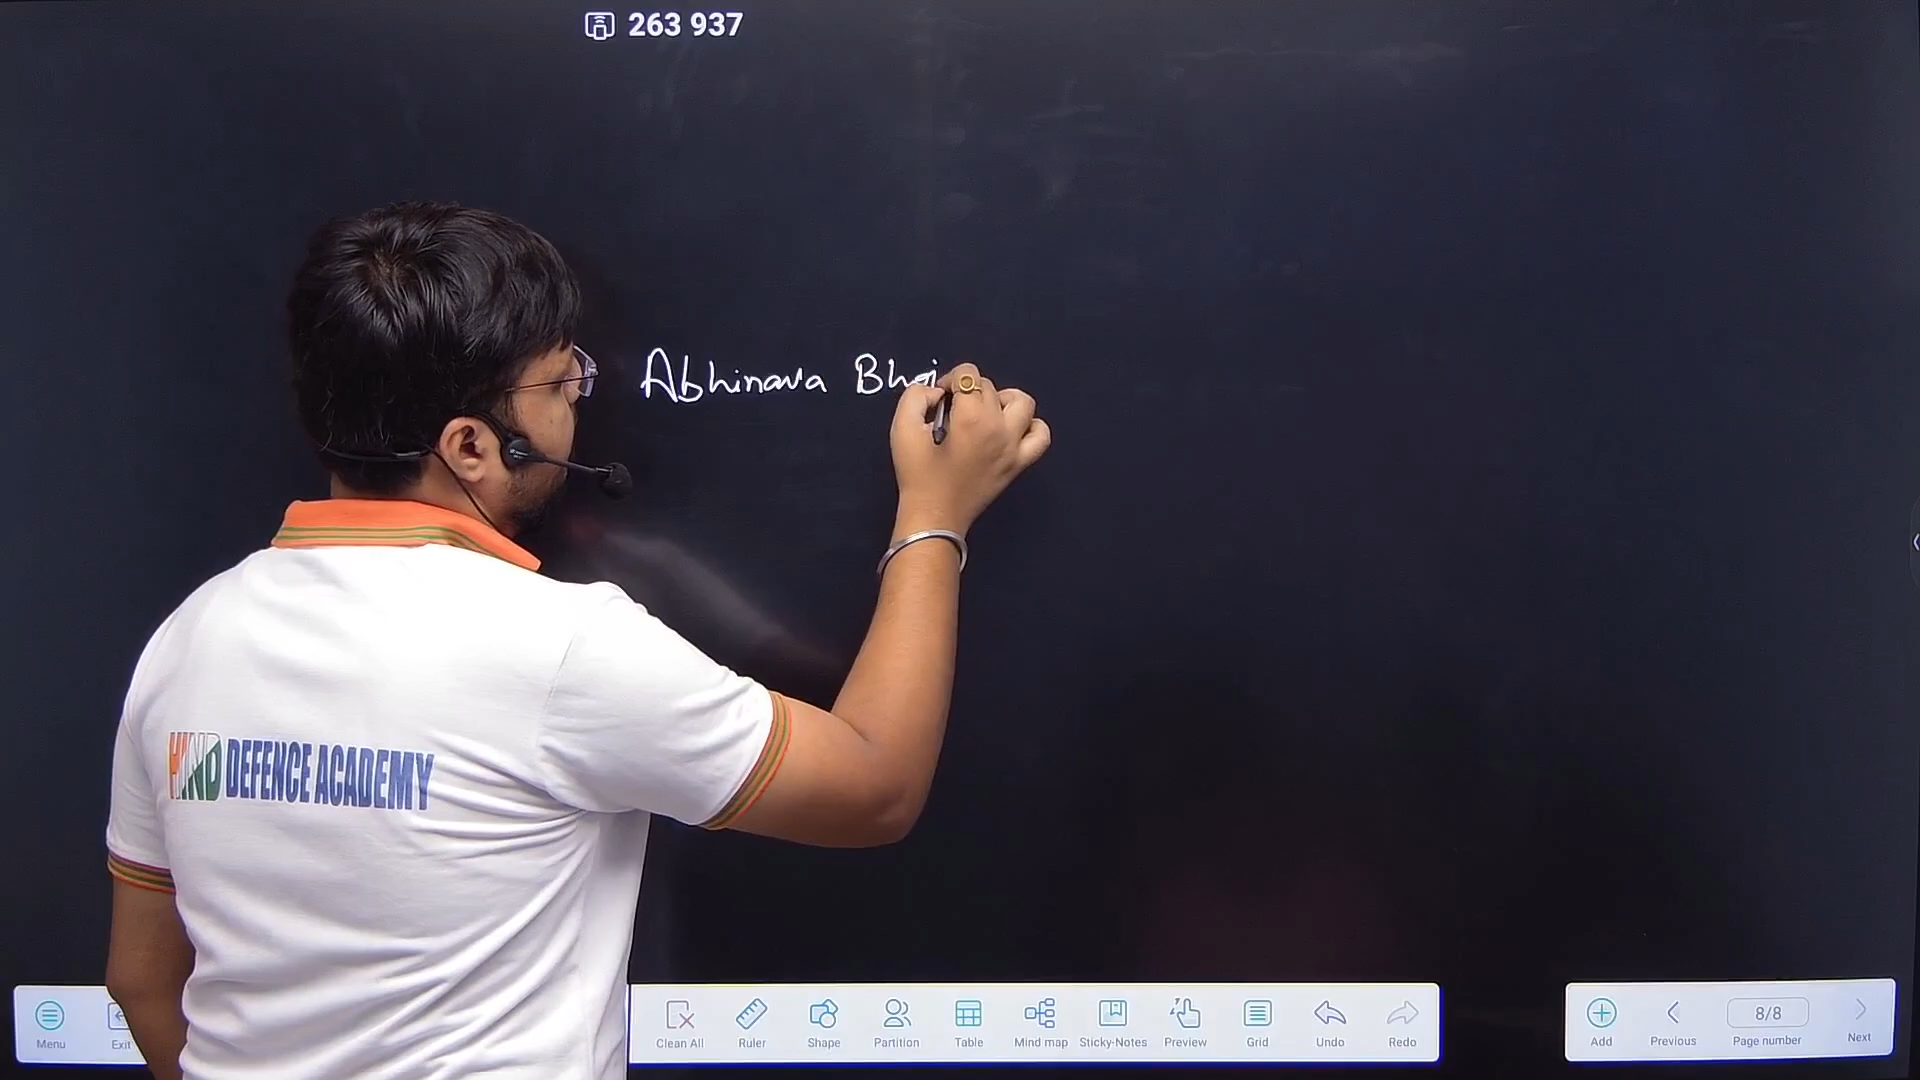 263 937
Abhinava Bhoj
HIND DEFENCE ACADEMY
Menu
Exit
Clean All
Ruler
Shape
Partition
Table
Mind map
Sticky-Notes
Preview
Grid
Undo
Redo
Add
Previous
8/8
Page number
Next